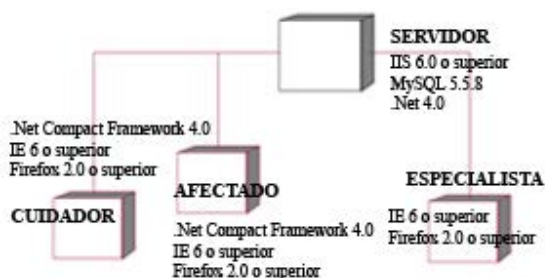 SERVIDOR
IIS 6.0 o superior
MySQL 5.5.8
.Net 4.0
.Net Compact Framework 4.0
IE 6 o superior
Firefox 2.0 o superior
CUIDADOR
AFECTADO
.Net Compact Framework 4.0
IE 6 o superior
Firefox 2.0 o superior
ESPECIALISTA
IE 6 o superior
Firefox 2.0 o superior